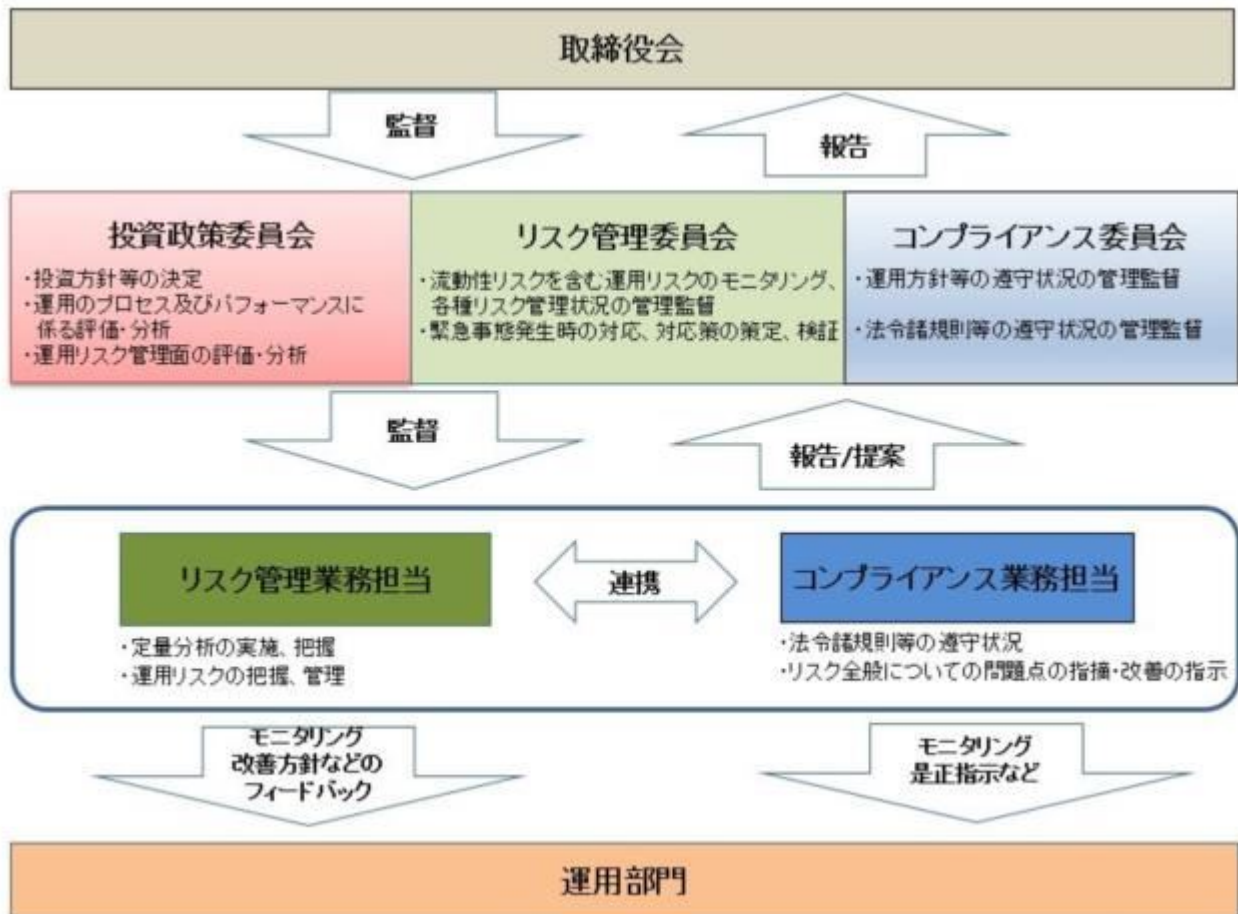 取締役会
監督
報告
投資政策委員会
・投資方針等の決定
・運用のプロセス及びパフォーマンスに
係る評価・分析
・運用リスク管理面の評価・分析
リスク管理委員会
・流動性リスクを含む運用リスクのモニタリング、
各種リスク管理状況の管理監督
・緊急事態発生時の対応、対応策の策定、検証
コンプライアンス委員会
・運用方針等の遵守状況の管理監督
・法令諸規則等の遵守状況の管理監督
監督
報告/提案
リスク管理業務担当
・定量分析の実施、把握
・運用リスクの把握、管理
連携
コンプライアンス業務担当
・法令諸規則等の遵守状況
・リスク全般についての問題点の指摘・改善の指示
モニタリング
改善方針などの
フィードバック
モニタリング
是正指示など
運用部門